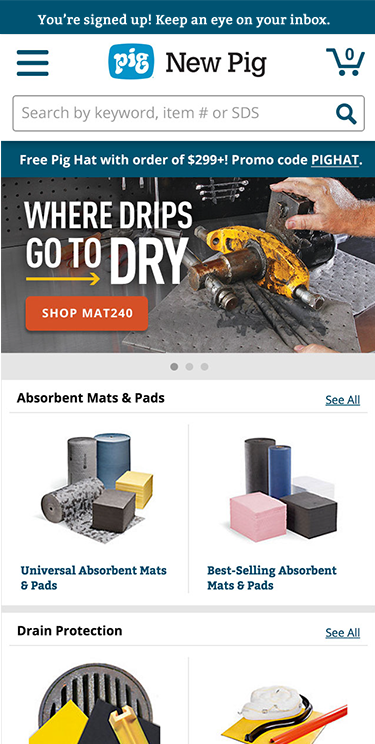 You're signed up! Keep an eye on your inbox.
pig New Pig
0
Search by keyword, item # or SDS
Free Pig Hat with order of $299+! Promo code PIGHAT.
WHERE DRIPS
GO TO DRY
SHOP MAT240
Absorbent Mats & Pads
See All
Universal Absorbent Mats
& Pads
Best-Selling Absorbent
Mats & Pads
Drain Protection
See All